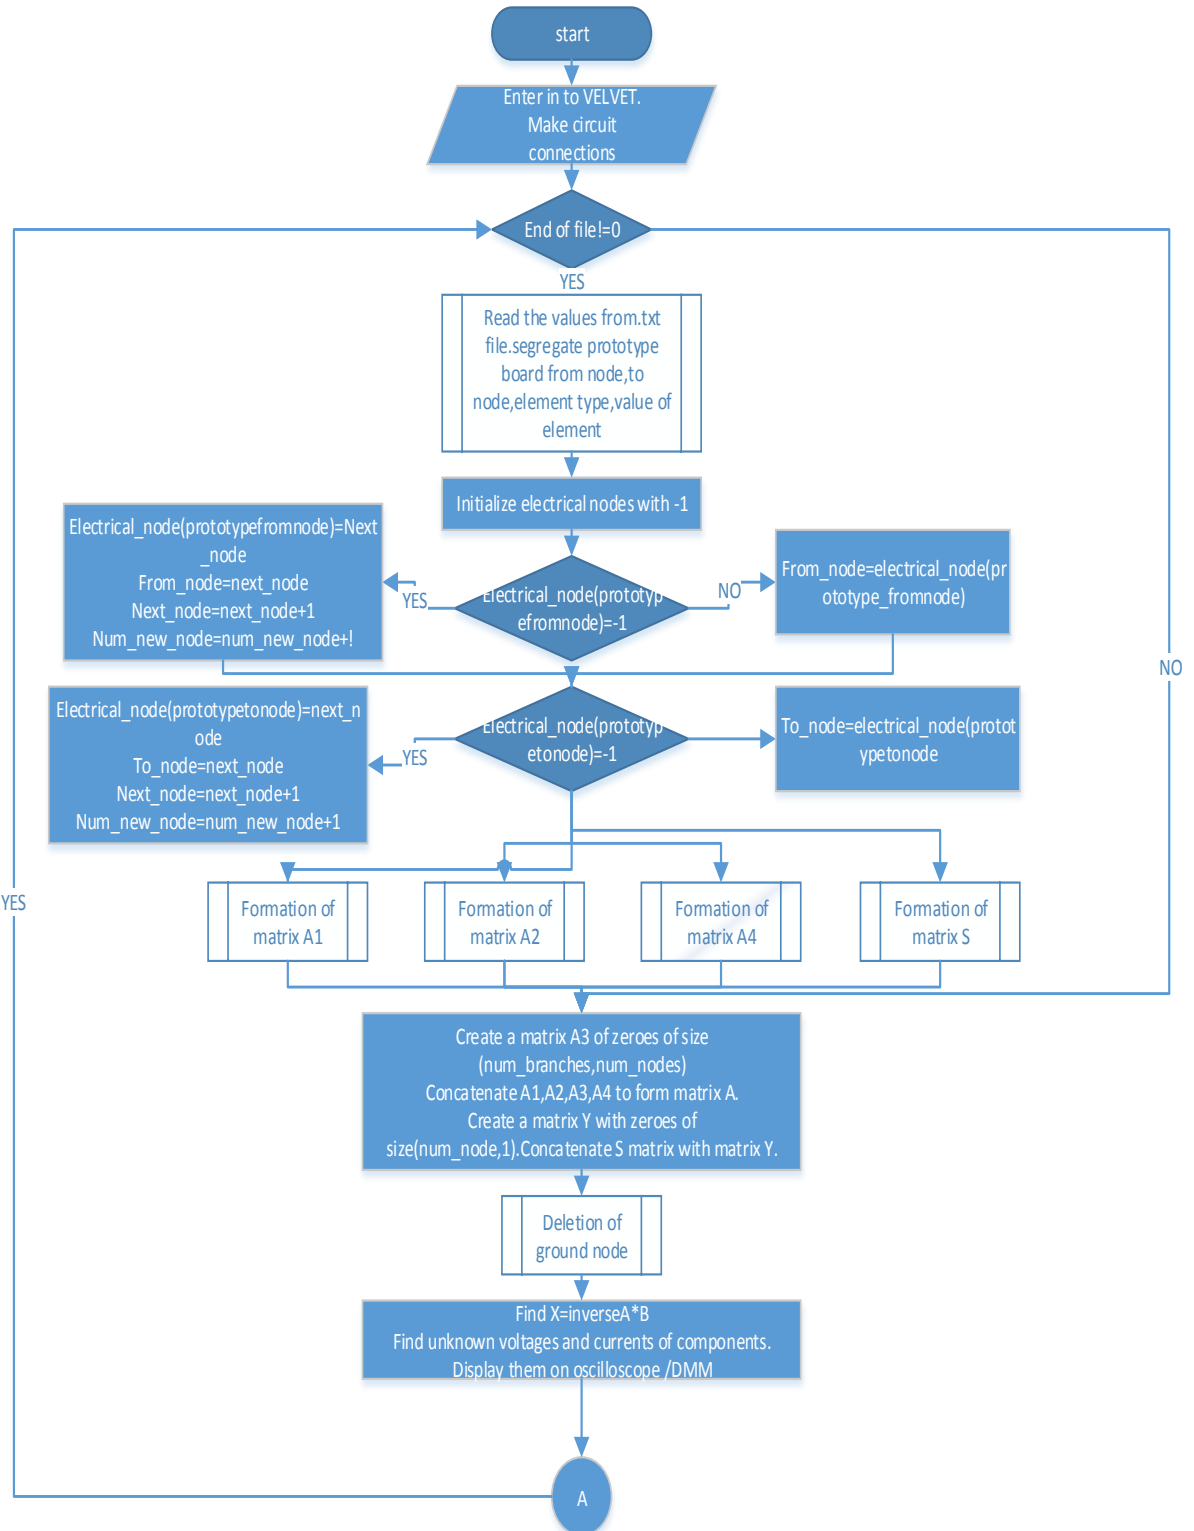 start
Enter in to VELVET.
Make circuit
connections
End of file!=0
YES
Read the values from.txt
file.segregate prototype
board from node,to
node,element type,value of
element
Initialize electrical nodes with -1
Electrical_node(prototypefromnode)=Next
_node
From_node=next_node
Next_node=next_node+1
Num_new_node=num_new_node+!
YES
Electrical_node(prototyp
efromnode)=-1
NO
From_node=electrical_node(pr
ototype_fromnode)
NO
Electrical_node(prototypetonode)=next_n
ode
To_node=next_node
Next_node=next_node+1
Num_new_node=num_new_node+1
YES
Electrical_node(prototyp
etonode)=-1
To_node=electrical_node(protot
ypetonode
YES
Formation of
matrix A1
Formation of
matrix A2
Formation of
matrix A4
Formation of
matrix S
Create a matrix A3 of zeroes of size
(num_branches,num_nodes)
Concatenate A1,A2,A3,A4 to form matrix A.
Create a matrix Y with zeroes of
size(num_node,1).Concatenate S matrix with matrix Y.
Deletion of
ground node
Find X=inverseA*B
Find unknown voltages and currents of components.
Display them on oscilloscope /DMM
A